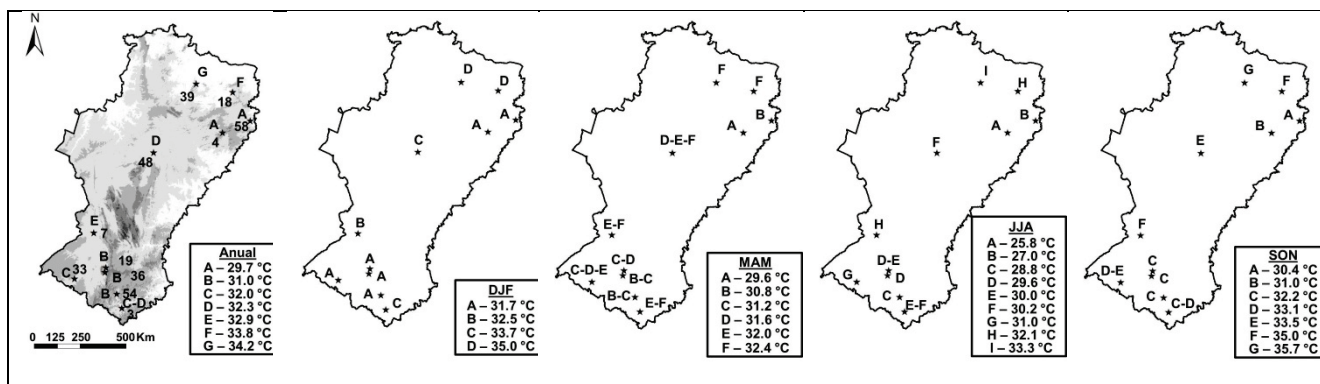 N
G
39
F
18
A
58
A
4
D
48
E
7
B
19
C
33
B
36
B
54
C-D
3
0 125 250 500 Km
Anual
A – 29.7 °C
B – 31.0 °C
C – 32.0 °C
D – 32.3 °C
E – 32.9 °C
F – 33.8 °C
G – 34.2 °C
D
D
A
A
C
B
A
A
A
A
C
DJF
A – 31.7 °C
B – 32.5 °C
C – 33.7 °C
D – 35.0 °C
F
F
B
A
D-E-F
E-F
C-D
C-D-E
B-C
B-C
E-F
MAM
A – 29.6 °C
B – 30.8 °C
C – 31.2 °C
D – 31.6 °C
E – 32.0 °C
F – 32.4 °C
I
H
B
A
F
H
D-E
G
D
C
E-F
JJA
A – 25.8 °C
B – 27.0 °C
C – 28.8 °C
D – 29.6 °C
E – 30.0 °C
F – 30.2 °C
G – 31.0 °C
H – 32.1 °C
I – 33.3 °C
G
F
A
B
E
F
D-E
C
C
C
C-D
SON
A – 30.4 °C
B – 31.0 °C
C – 32.2 °C
D – 33.1 °C
E – 33.5 °C
F – 35.0 °C
G – 35.7 °C